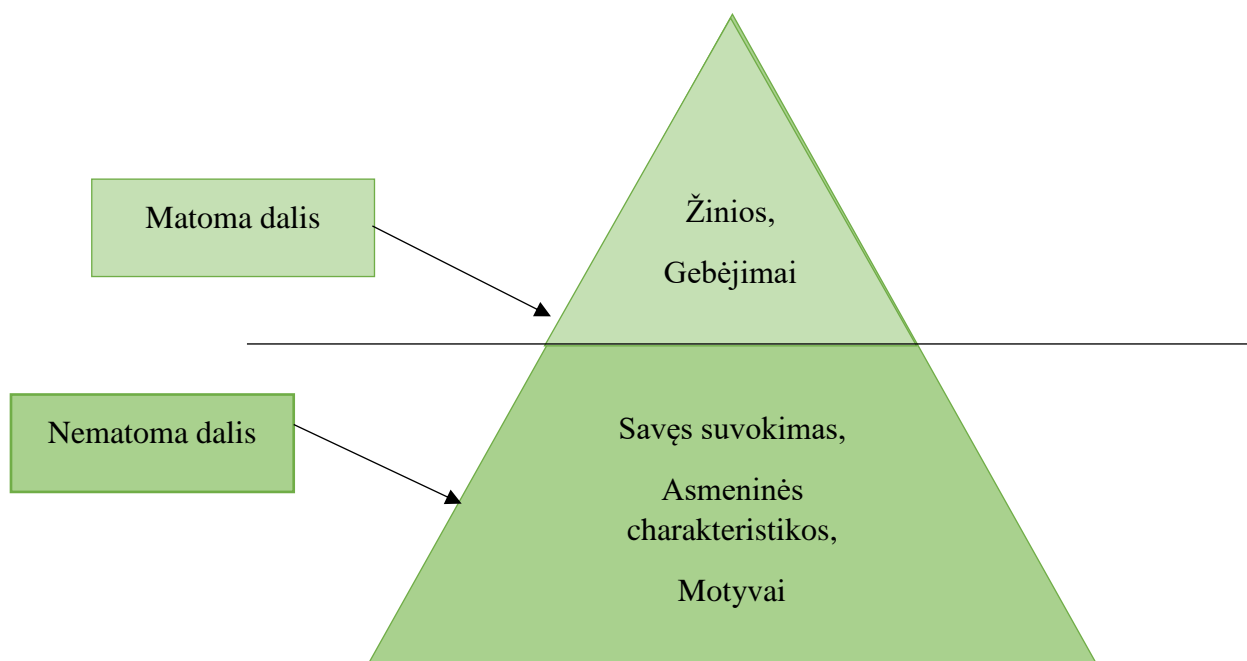 Žinios,
Matoma dalis
Gebėjimai
Savęs suvokimas,
Nematoma dalis
Asmeninės
charakteristikos,
Motyvai